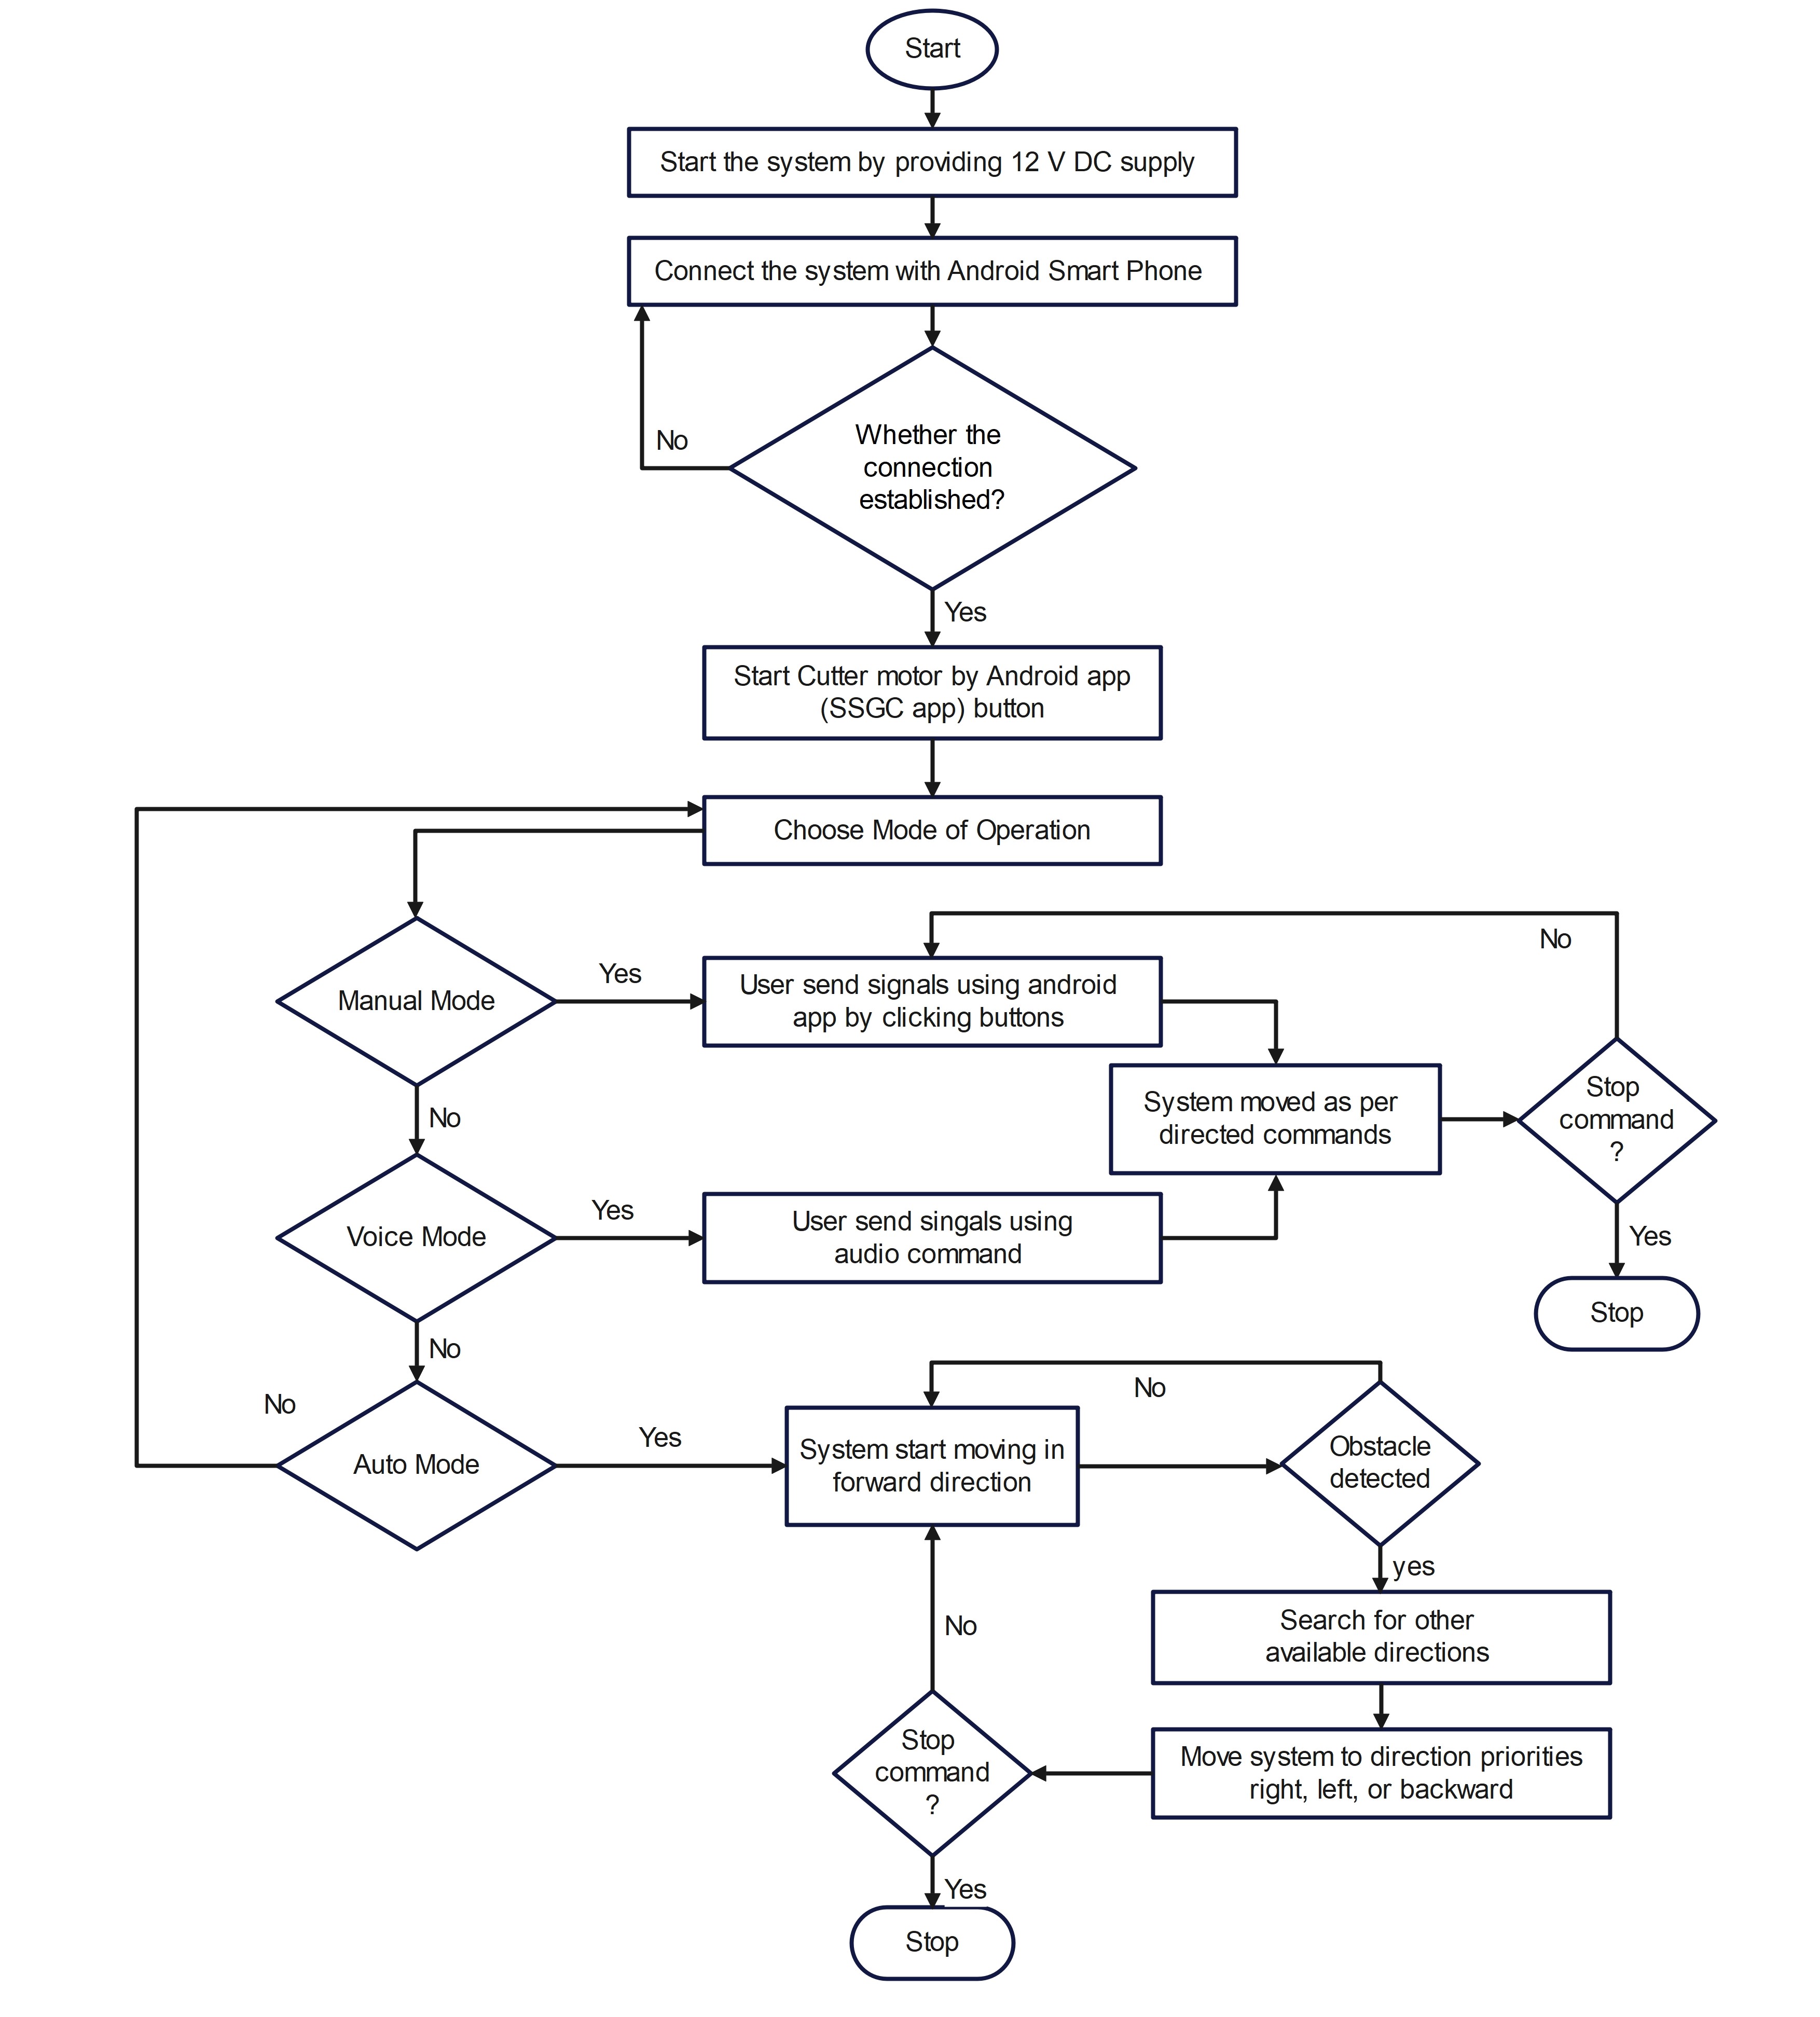 Start
Start the system by providing 12 V DC supply
Connect the system with Android Smart Phone
Whether the
connection
established?
No
Yes
Start Cutter motor by Android app
(SSGC app) button
Choose Mode of Operation
Manual Mode
Yes
User send signals using android
app by clicking buttons
No
System moved as per
directed commands
Stop
command
?
No
Yes
Stop
Voice Mode
Yes
User send singals using
audio command
No
Auto Mode
No
Yes
System start moving in
forward direction
No
Obstacle
detected
yes
Search for other
available directions
Move system to direction priorities
right, left, or backward
Stop
command
?
No
Yes
Stop